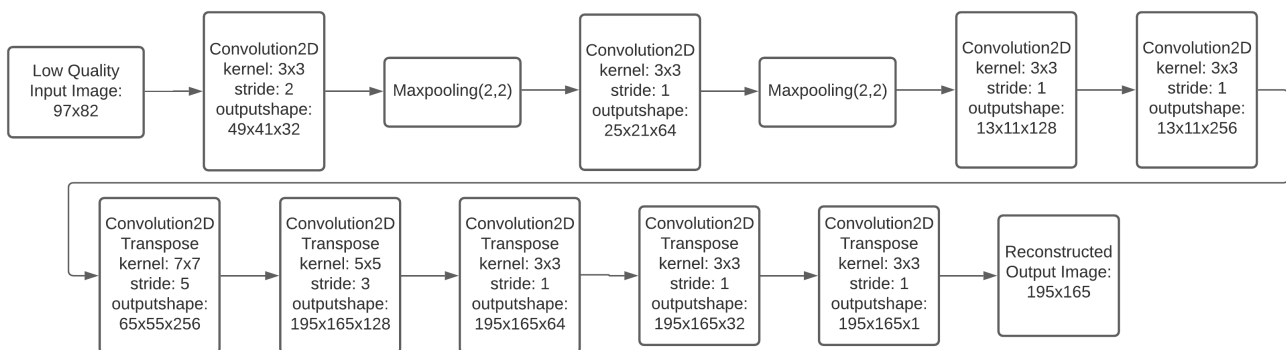 Low Quality
Input Image:
97x82
Convolution2D
kernel: 3x3
stride: 2
outputshape:
49x41x32
Maxpooling(2,2)
Convolution2D
kernel: 3x3
stride: 1
outputshape:
25x21x64
Maxpooling(2,2)
Convolution2D
kernel: 3x3
stride: 1
outputshape:
13x11x128
Convolution2D
kernel: 3x3
stride: 1
outputshape:
13x11x256
Convolution2D
Transpose
kernel: 7x7
stride: 5
outputshape:
65x55x256
Convolution2D
Transpose
kernel: 5x5
stride: 3
outputshape:
195x165x128
Convolution2D
Transpose
kernel: 3x3
stride: 1
outputshape:
195x165x64
Convolution2D
Transpose
kernel: 3x3
stride: 1
outputshape:
195x165x32
Convolution2D
Transpose
kernel: 3x3
stride: 1
outputshape:
195x165x1
Reconstructed
Output Image:
195x165